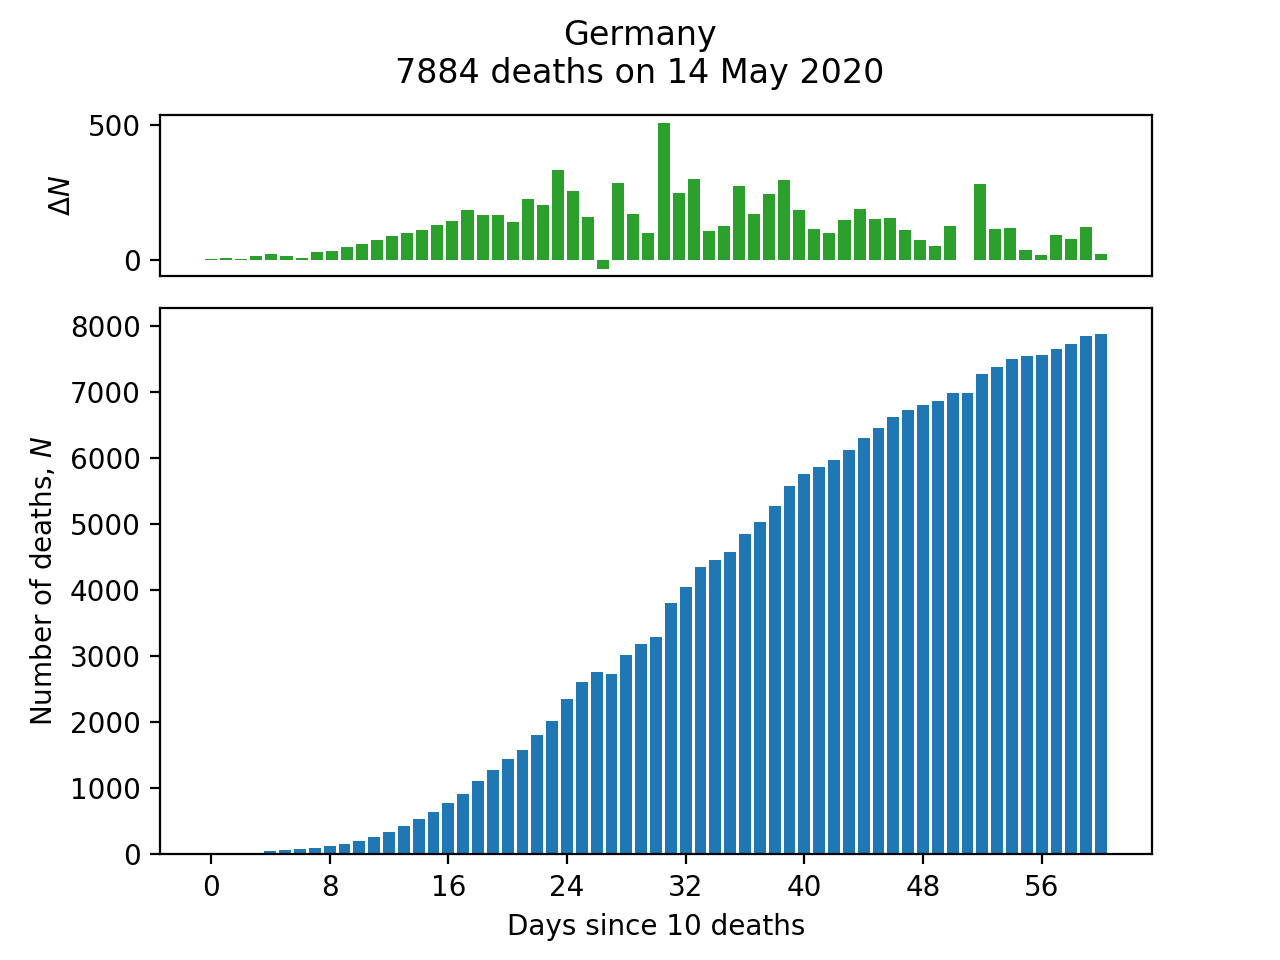 Germany
7884 deaths on 14 May 2020
500
0
ΔN
8000
7000
6000
5000
4000
3000
2000
1000
0
Number of deaths, N
0 8 16 24 32 40 48 56
Days since 10 deaths